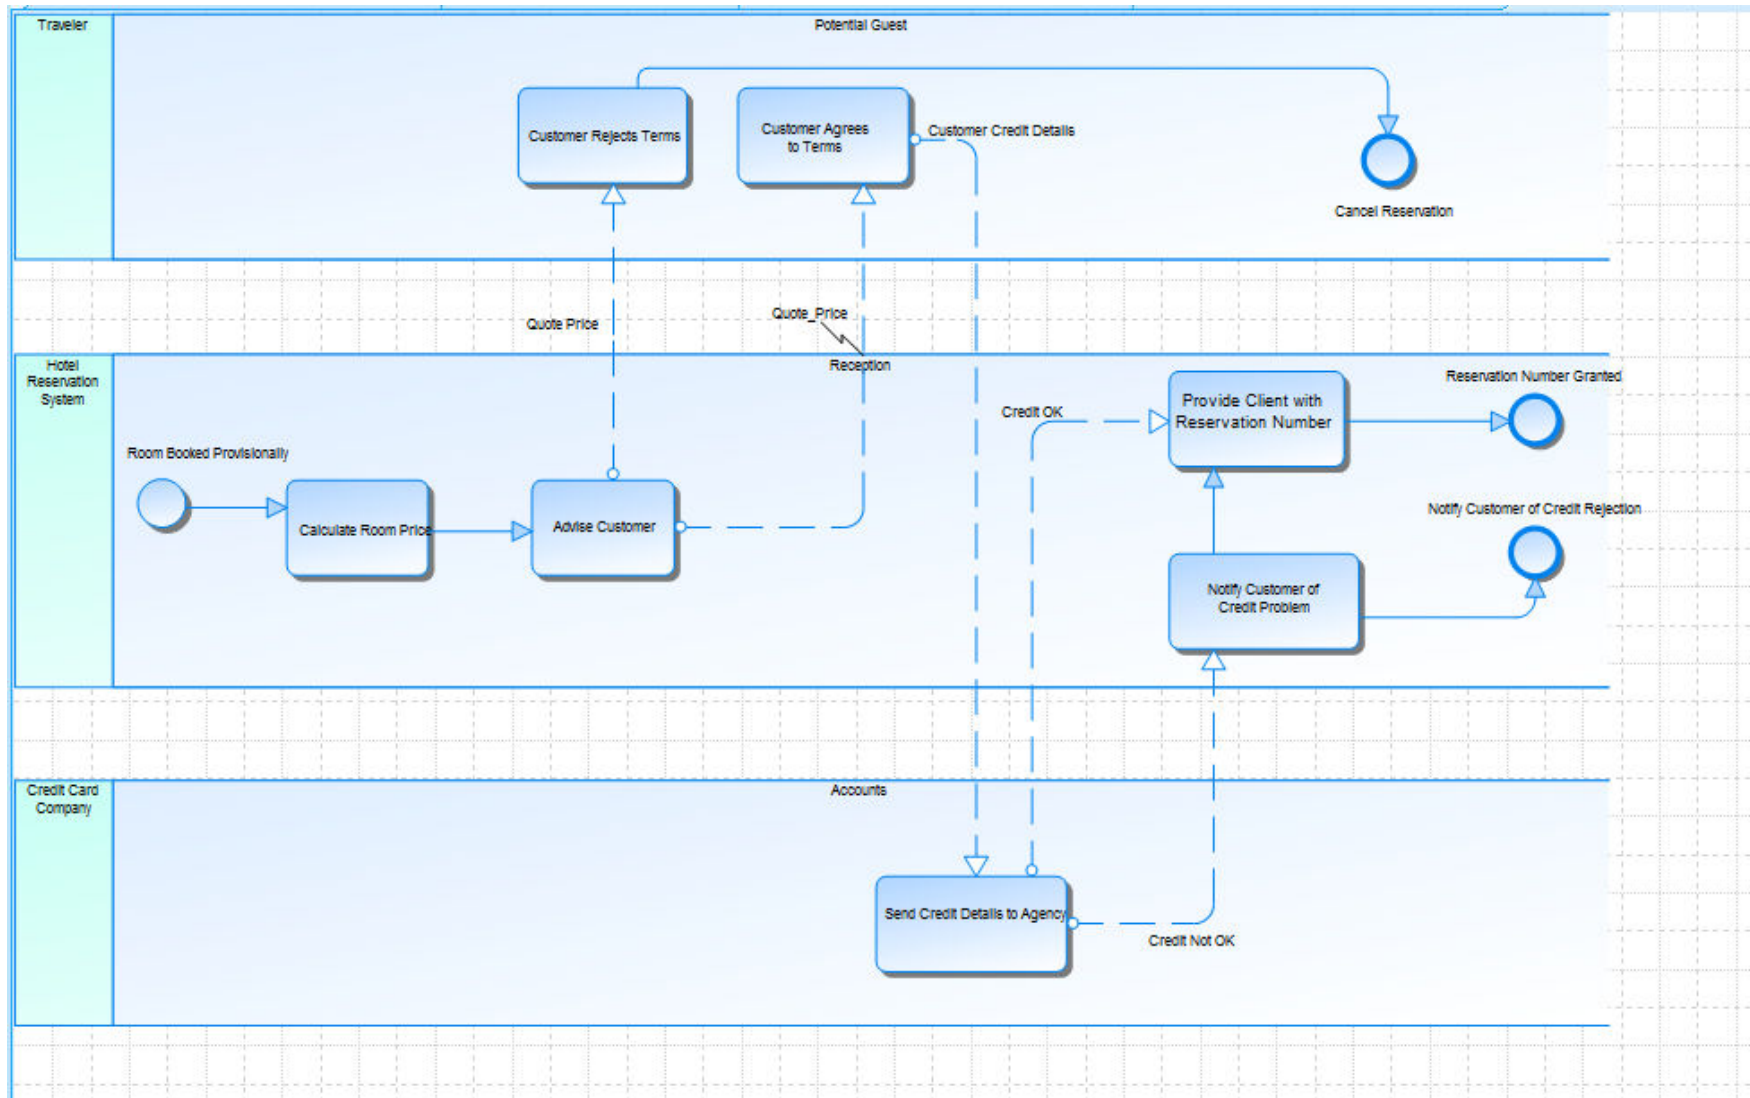 Traveler
Potential Guest
Customer Rejects Terms
Customer Agrees
to Terms
Customer Credit Details
Cancel Reservation
Quote Price
Quote_Price
Hotel
Reservation
System
Reception
Room Booked Provisionally
Calculate Room Price
Advise Customer
Credit OK
Provide Client with
Reservation Number
Reservation Number Granted
Notify Customer of Credit Rejection
Notify Customer of
Credit Problem
Credit Card
Company
Accounts
Send Credit Details to Agency
Credit Not OK